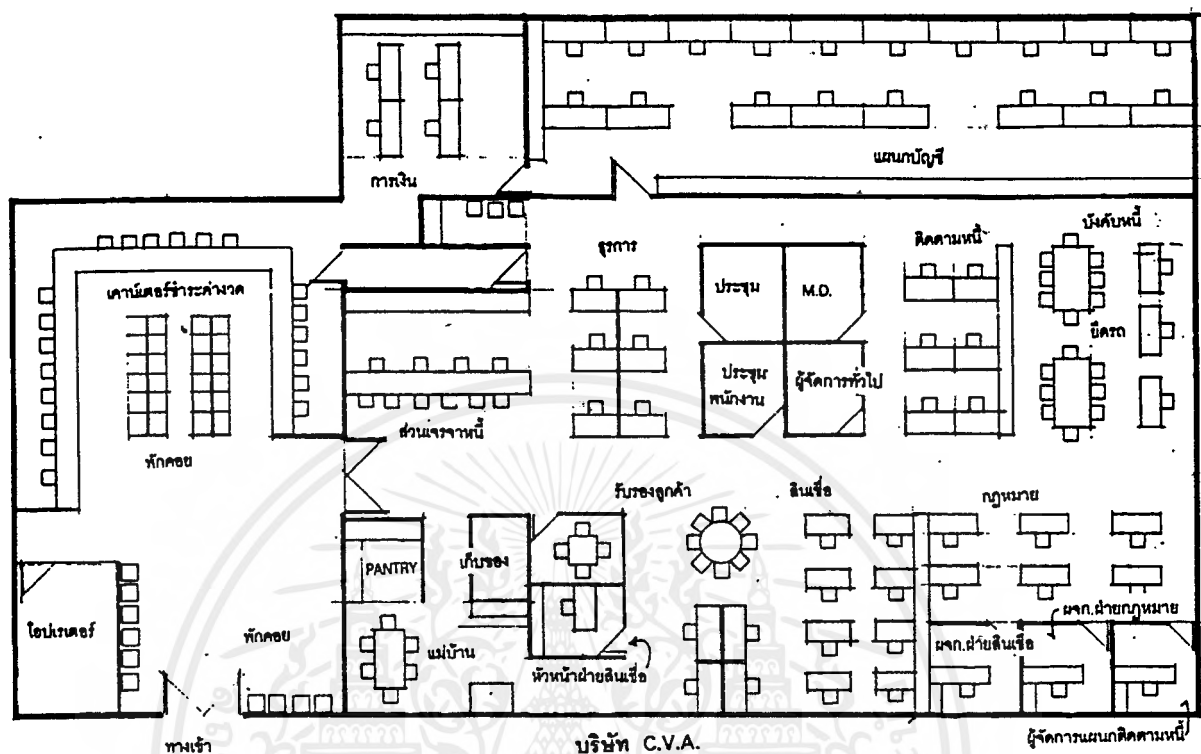 การเงิน
แผนกบัญชี
ธุรการ
ติดตามหนี้
บังคับหนี้
เคาน์เตอร์ชำระค่างวด
ประชุม
M.D.
ยึดรถ
ประชุม
พนักงาน
ผู้จัดการทั่วไป
ส่วนเจรจาหนี้
พักคอย
รับรองลูกค้า
สินเชื่อ
กฎหมาย
PANTRY
เก็บของ
โอปเรเตอร์
พักคอย
แม่บ้าน
หัวหน้าฝ่ายสินเชื่อ
ผจก.ฝ่ายกฎหมาย
ผจก.ฝ่ายสินเชื่อ
ทางเข้า
บริษัท C.V.A.
ผู้จัดการแผนกติดตามหนี้